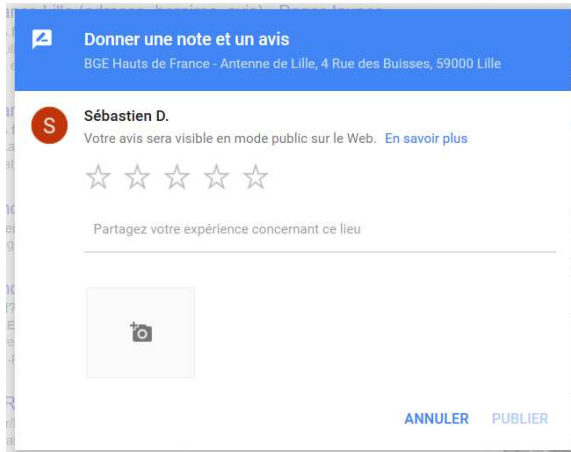 Donner une note et un avis
BGE Hauts de France - Antenne de Lille, 4 Rue des Buisses, 59000 Lille
S
Sébastien D.
Votre avis sera visible en mode public sur le Web. En savoir plus
Partagez votre expérience concernant ce lieu
ANNULER PUBLIER